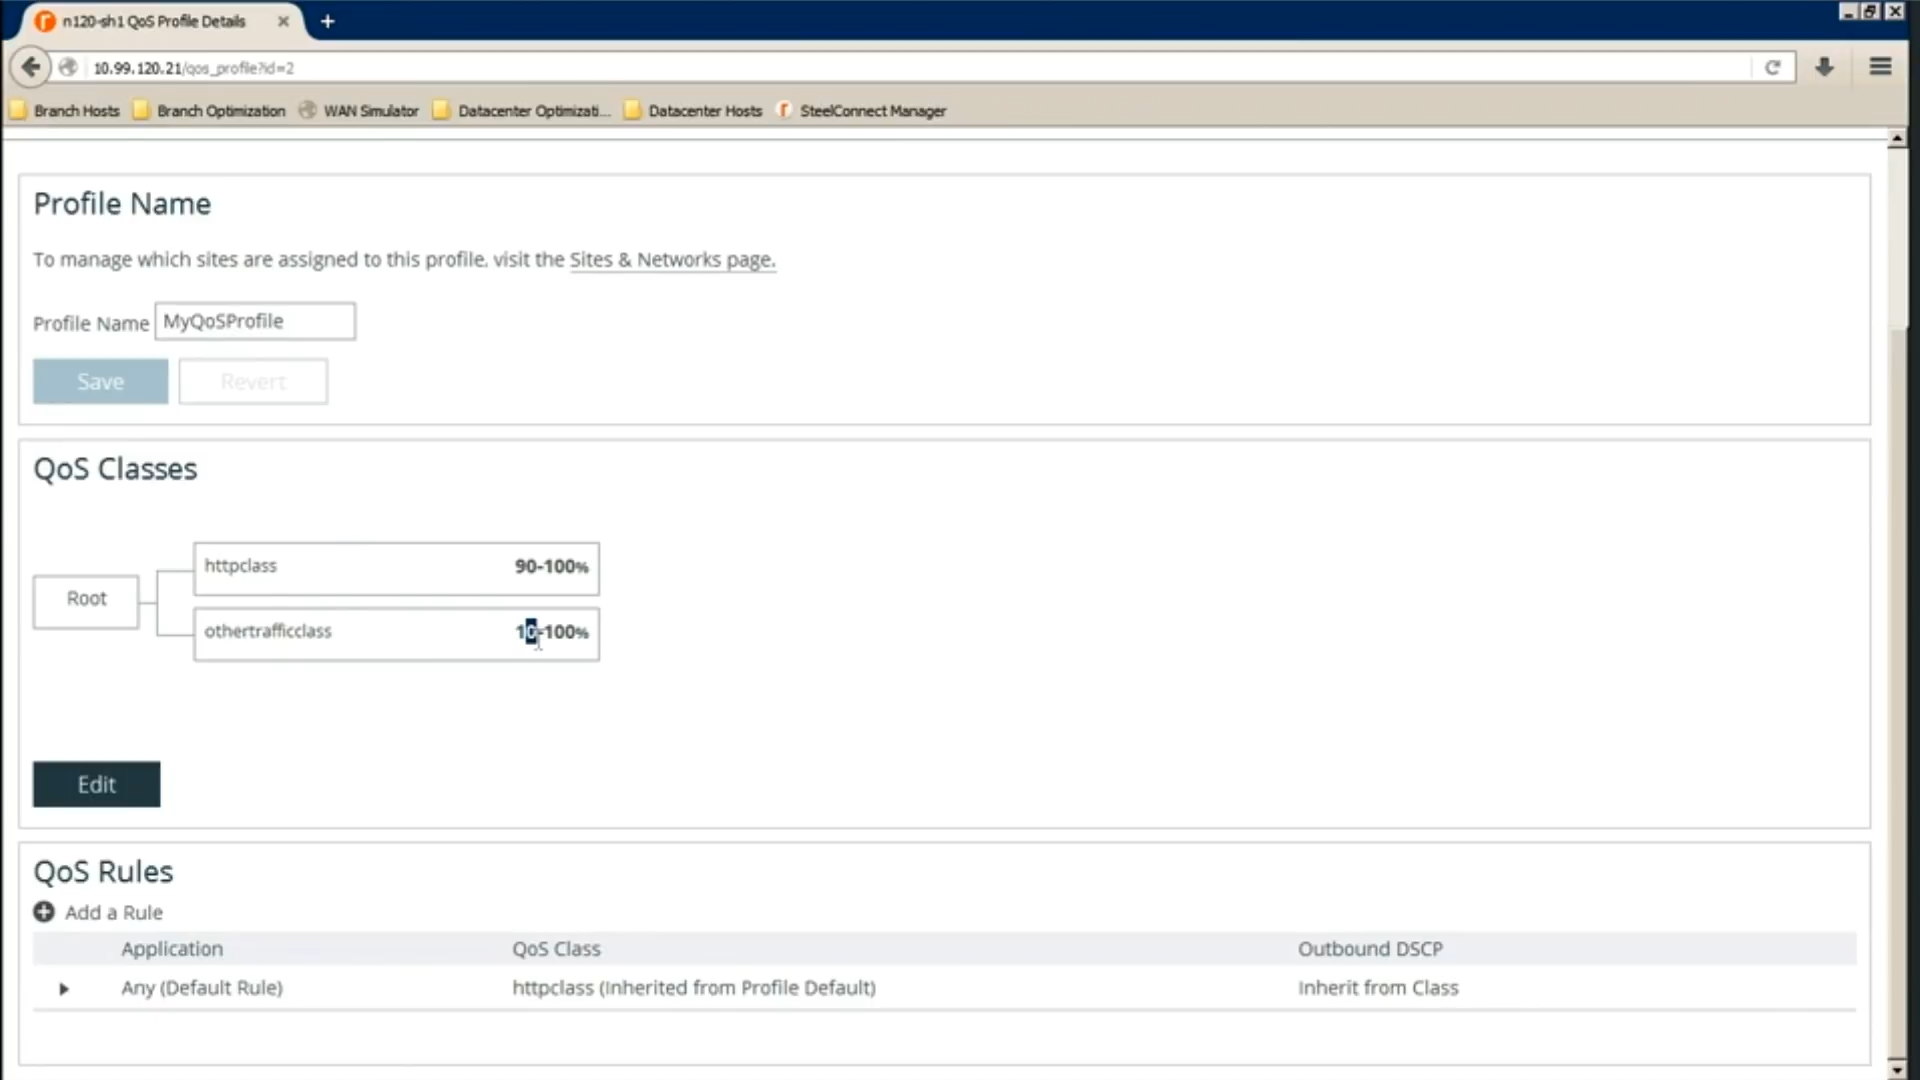 n120-sh1 QoS Profile Details
10.99.120.21/qos_profile?id=2
Branch Hosts Branch Optimization WAN Simulator Datacenter Optimizati... Datacenter Hosts SteelConnect Manager
Profile Name
To manage which sites are assigned to this profile, visit the Sites & Networks page.
Profile Name MyQoSProfile
Save Revert
QoS Classes
httpclass 90-100%
Root
othertrafficclass 10-100%
Edit
QoS Rules
Add a Rule
Application QoS Class Outbound DSCP
Any (Default Rule) httpclass (Inherited from Profile Default) Inherit from Class